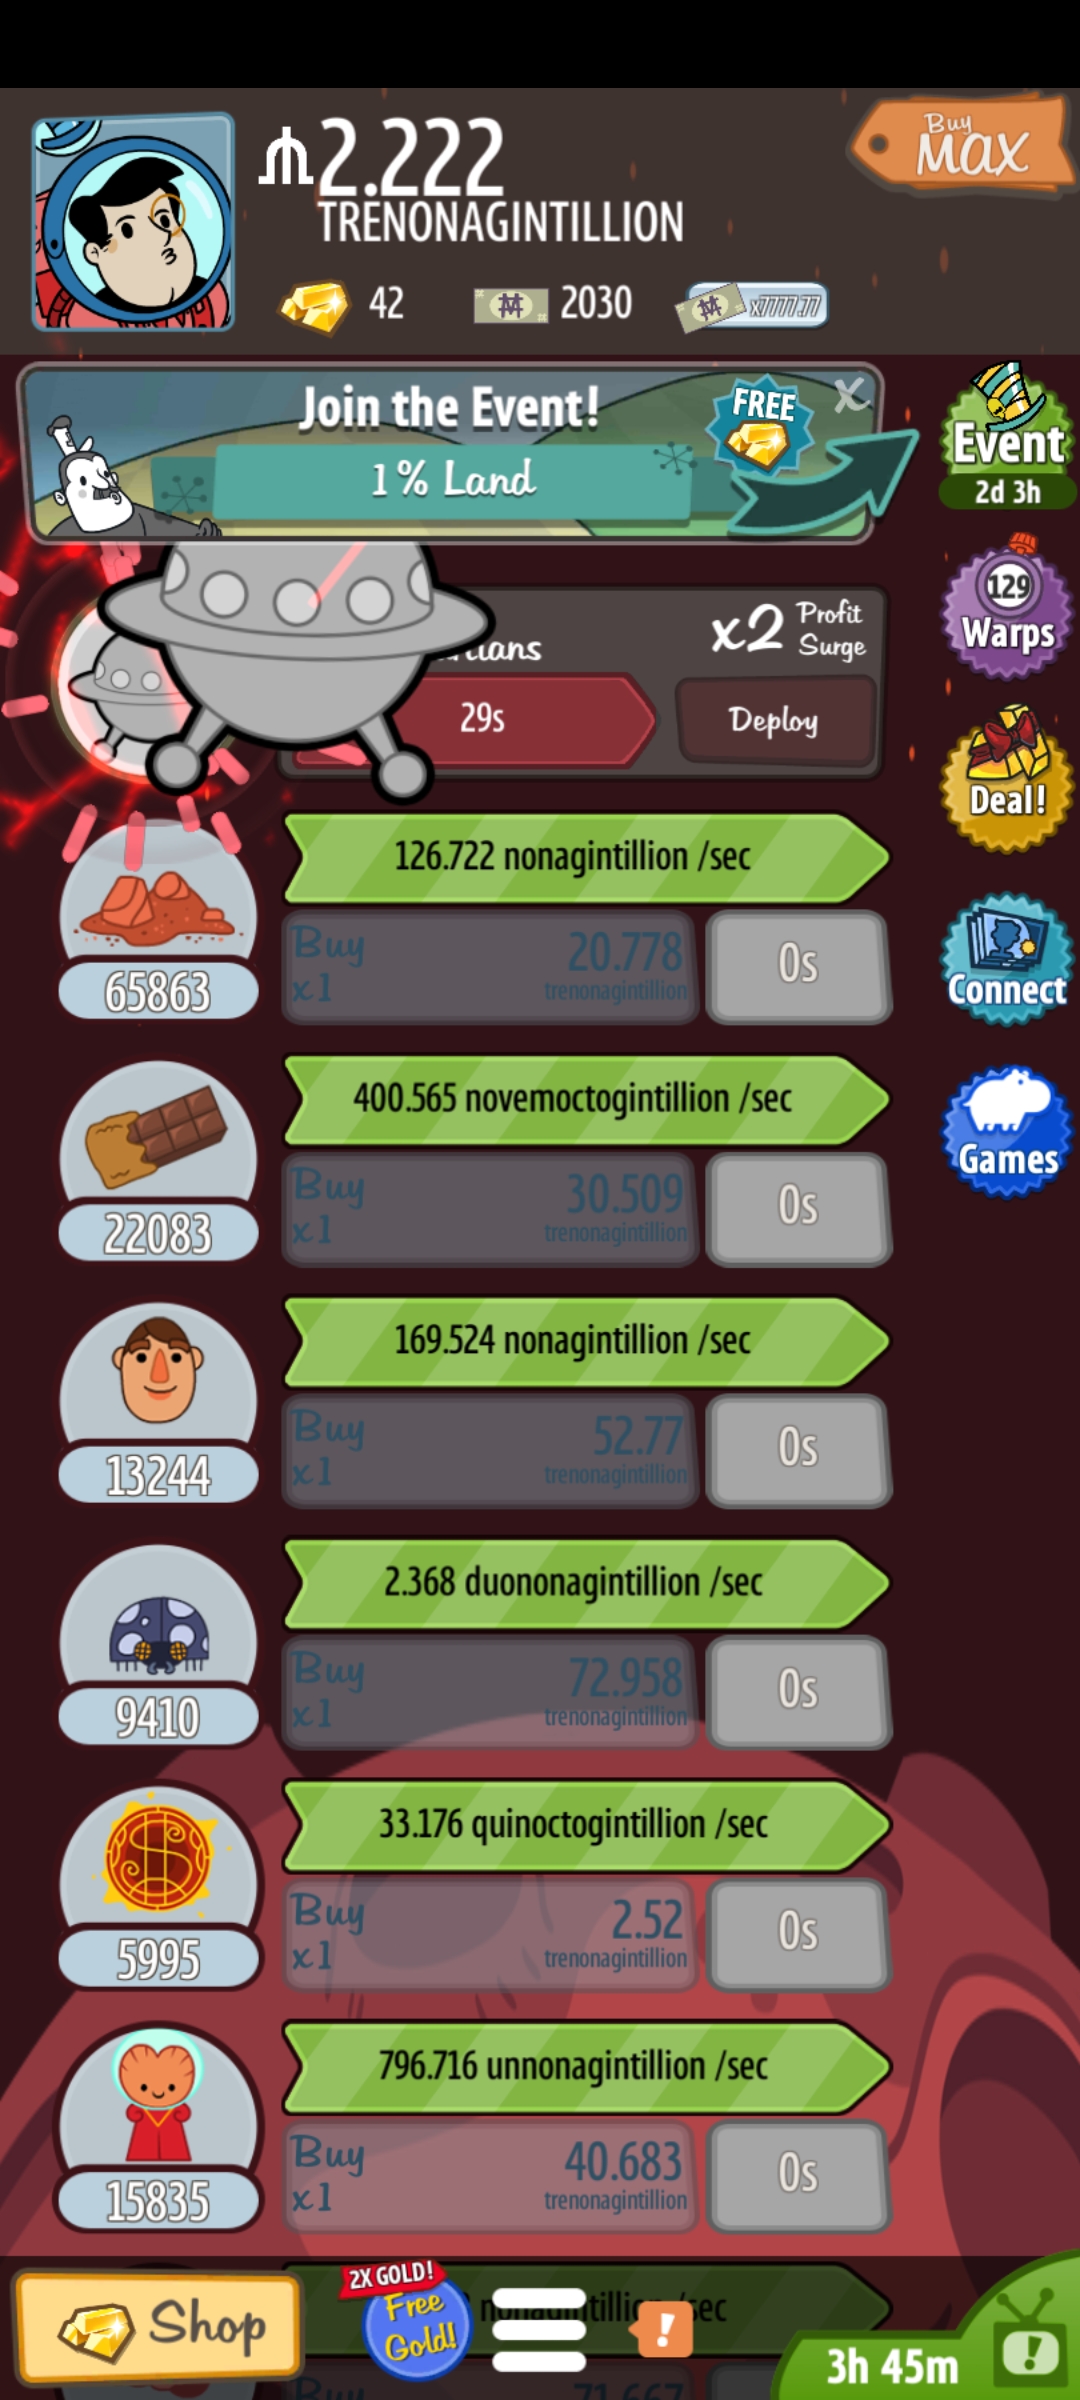 Buy
MAX
2.222
TRENONAGINTILLION
42
2030
x7777.77
Join the Event!
FREE
X
1% Land
Event
2d 3h
129
Warps
x2 Profit
Surge
29s
Deploy
Deal!
126.722 nonagintillion /sec
65863
Buy
x1
20.778
trenonagintillion
0s
Connect
400.565 novemoctogintillion /sec
22083
Buy
x1
30.509
trenonagintillion
0s
Games
169.524 nonagintillion /sec
13244
Buy
x1
52.77
trenonagintillion
0s
2.368 duononagintillion /sec
9410
Buy
x1
72.958
trenonagintillion
0s
33.176 quinoctogintillion /sec
5995
Buy
x1
2.52
trenonagintillion
0s
796.716 unnonagintillion /sec
15835
Buy
x1
40.683
trenonagintillion
0s
Shop
2X GOLD!
Free
Gold!
!
/sec
3h 45m
!
Buy
71.667